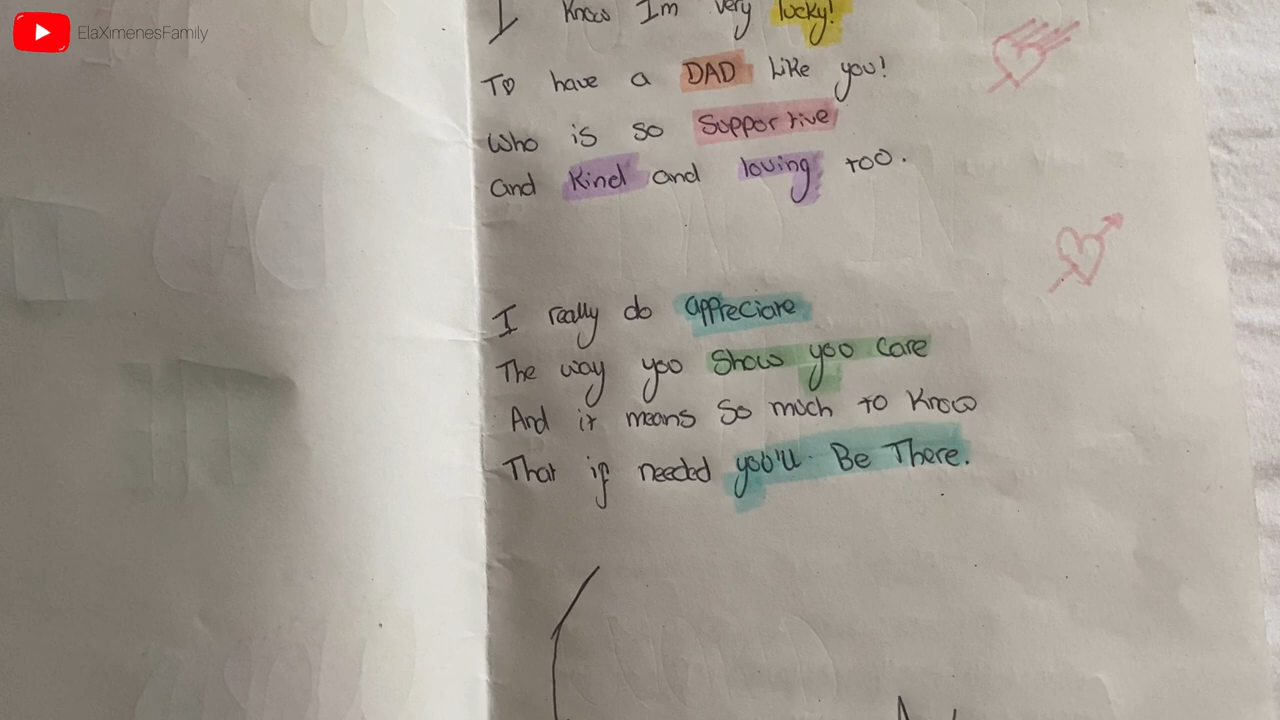 ElaXimenesFamily
I Know Im very lucky!
To have a DAD Like you!
Who is so Supportive
and Kind and loving too.
I really do appreciate
The way you Show you care
And it means So much to Know
That if needed you'll Be There.